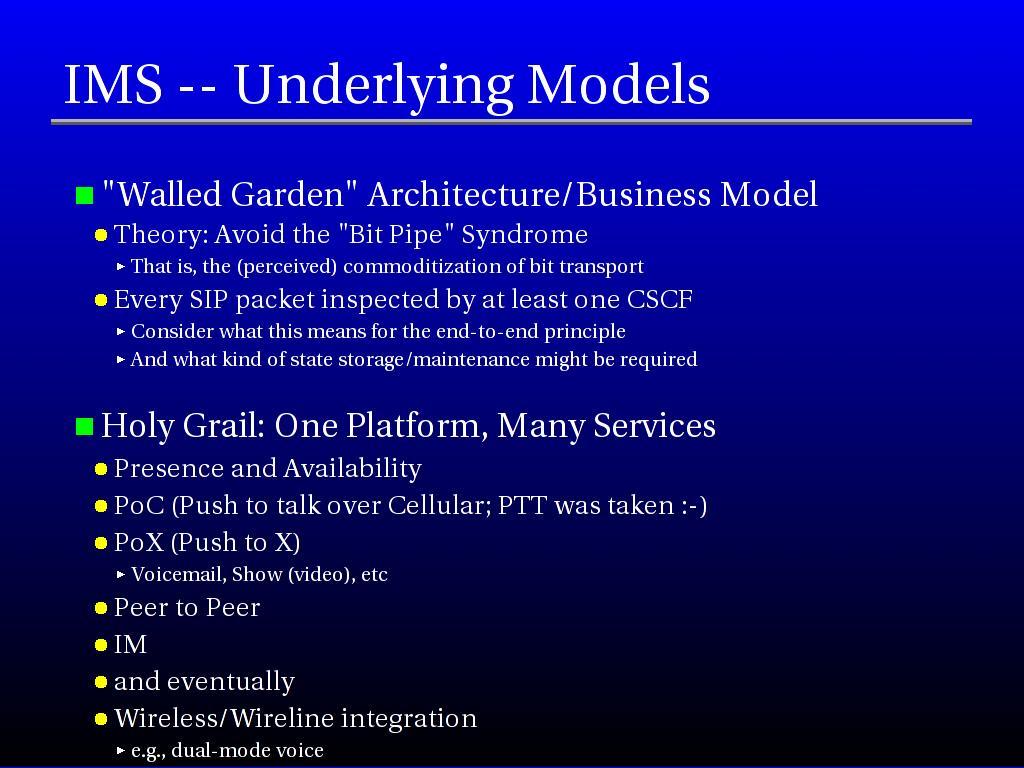 IMS -- Underlying Models
"Walled Garden" Architecture/Business Model
Theory: Avoid the "Bit Pipe" Syndrome
That is, the (perceived) commoditization of bit transport
Every SIP packet inspected by at least one CSCF
Consider what this means for the end-to-end principle
And what kind of state storage/maintenance might be required
Holy Grail: One Platform, Many Services
Presence and Availability
PoC (Push to talk over Cellular; PTT was taken :-)
PoX (Push to X)
Voicemail, Show (video), etc
Peer to Peer
IM
and eventually
Wireless/Wireline integration
e.g., dual-mode voice